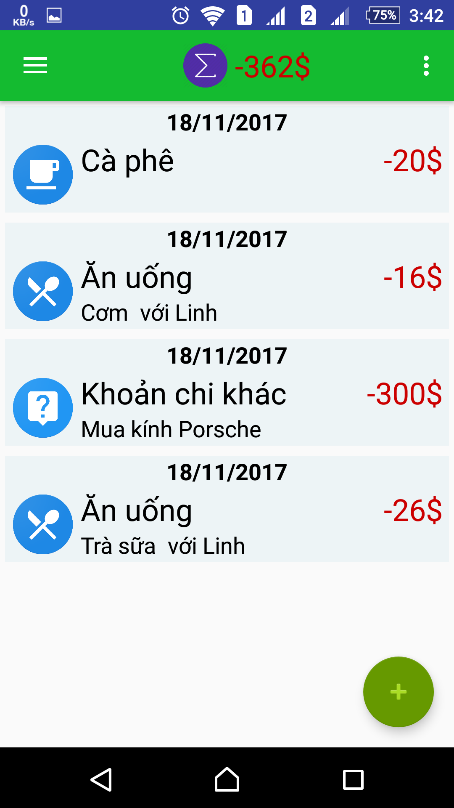 0
KB/s
1
2
75%
3:42
Σ -362$
18/11/2017
Cà phê -20$
18/11/2017
Ăn uống -16$
Cơm  với Linh
18/11/2017
Khoản chi khác -300$
Mua kính Porsche
18/11/2017
Ăn uống -26$
Trà sữa  với Linh
+